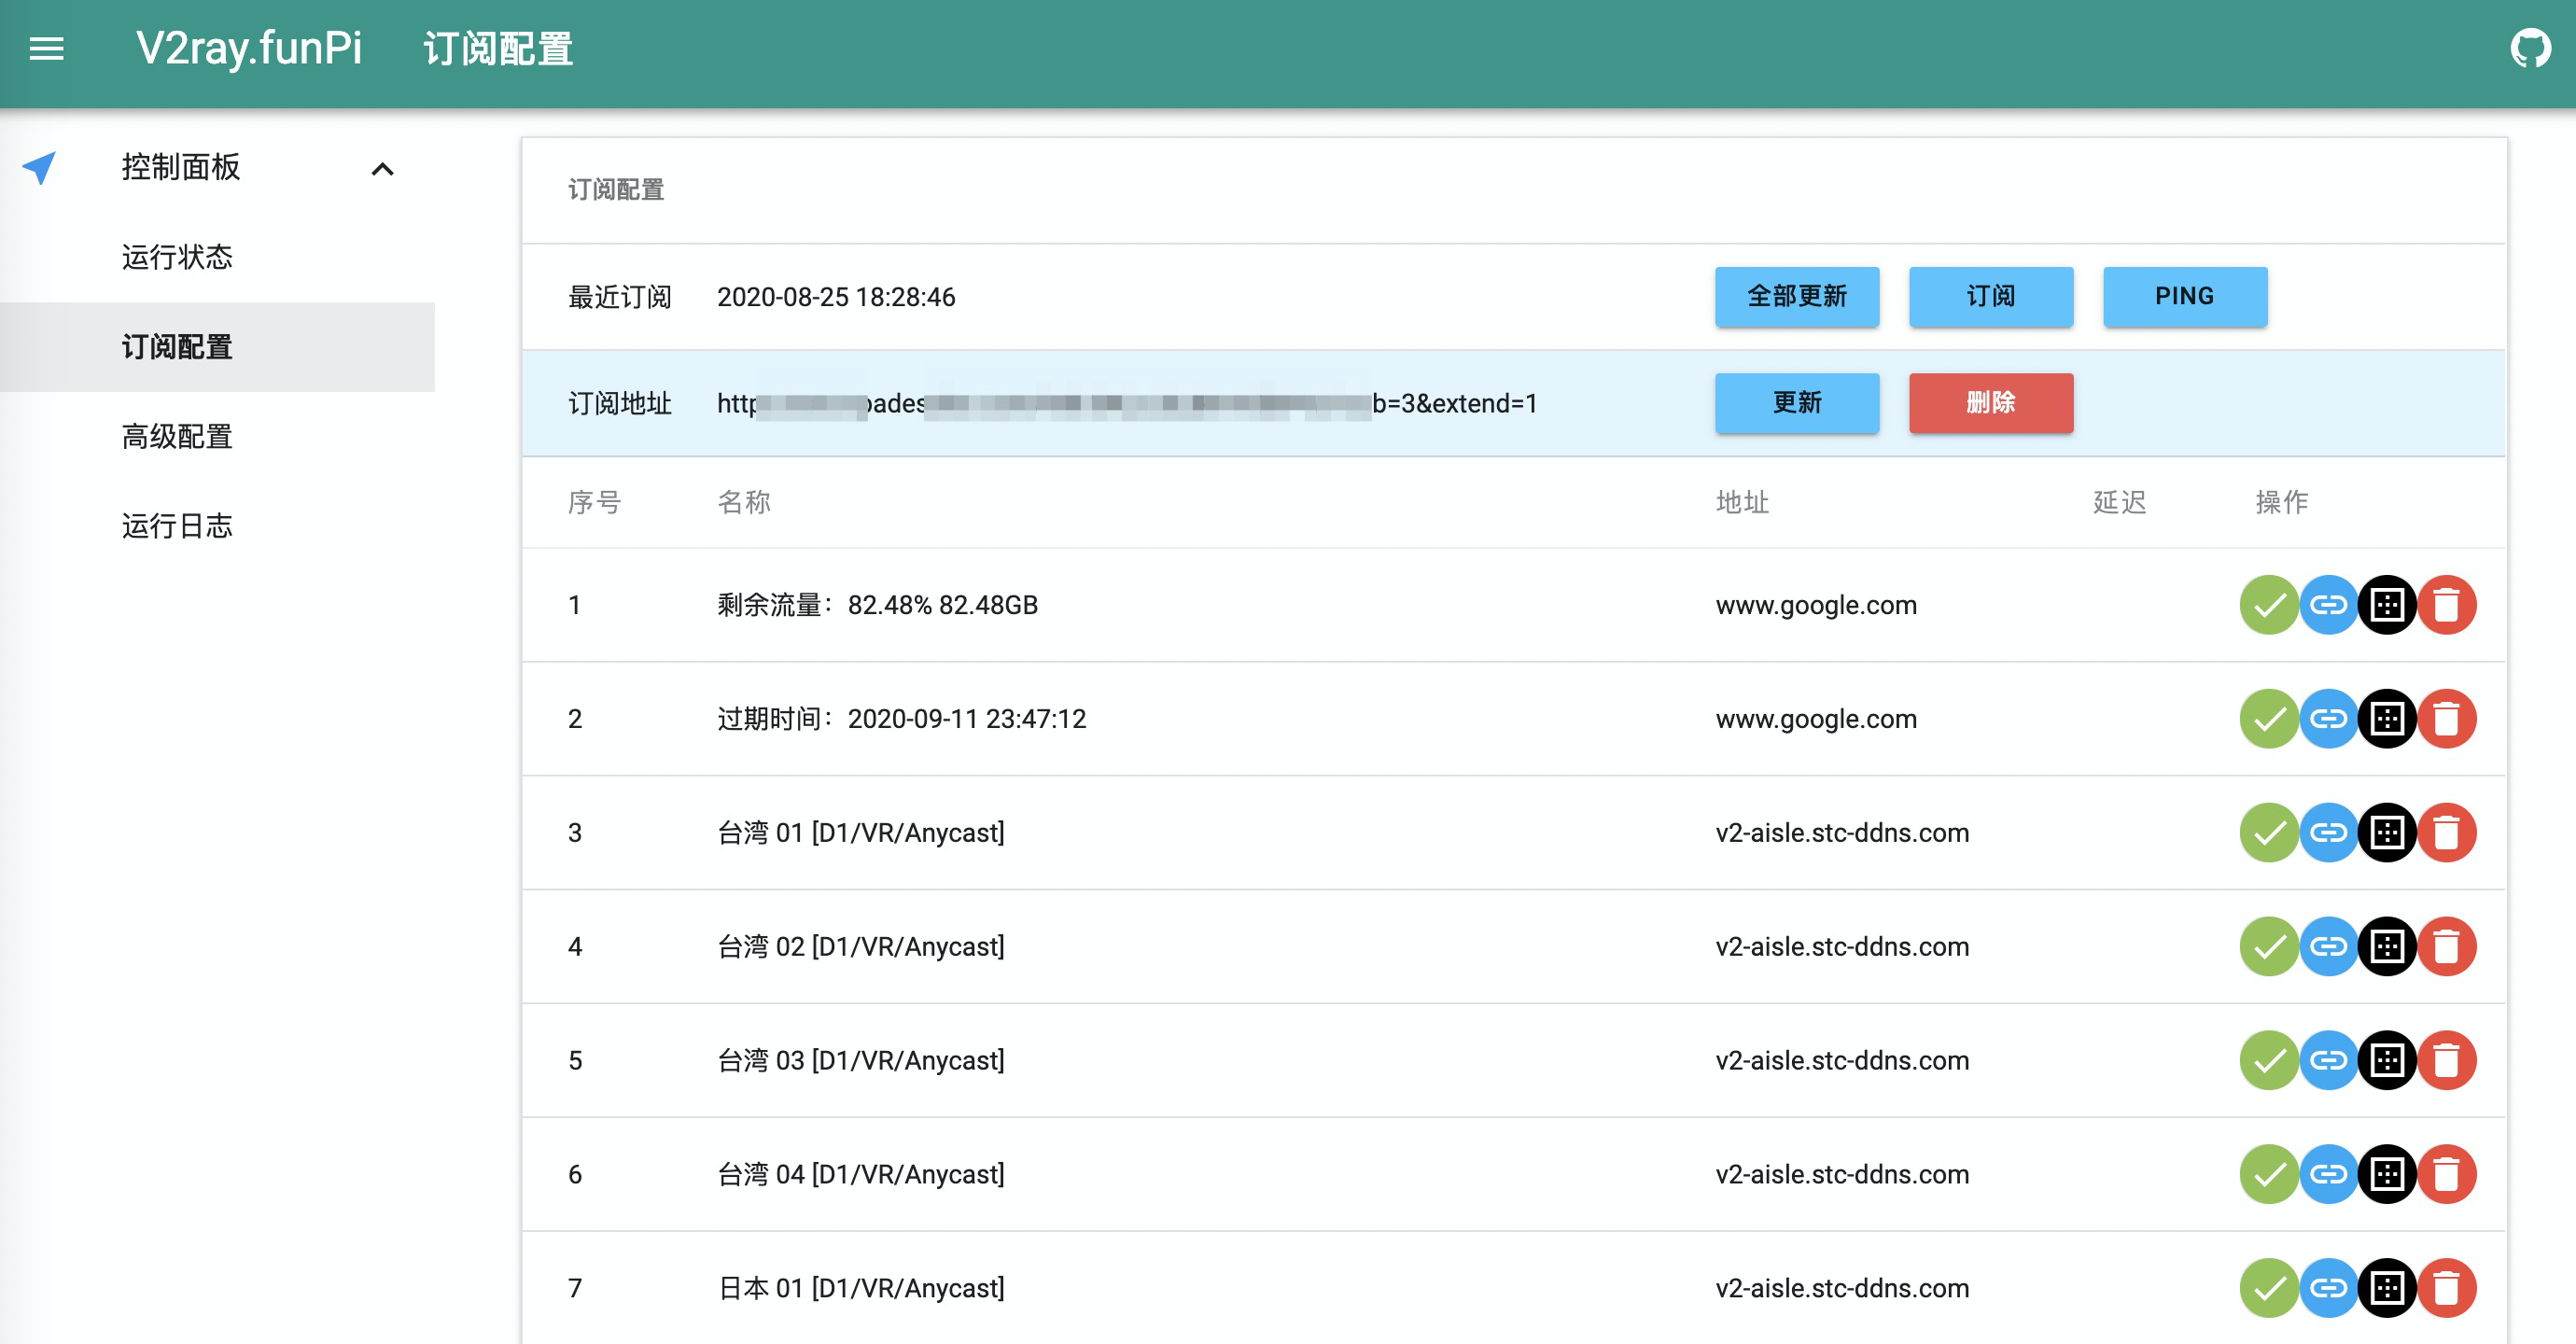 V2ray.funPi 订阅配置
控制面板
运行状态
订阅配置
高级配置
运行日志
订阅配置
最近订阅 2020-08-25 18:28:46 全部更新 订阅 PING
订阅地址 http b=3&extend=1 更新 删除
序号 名称 地址 延迟 操作
1 剩余流量：82.48% 82.48GB www.google.com
2 过期时间：2020-09-11 23:47:12 www.google.com
3 台湾 01 [D1/VR/Anycast] v2-aisle.stc-ddns.com
4 台湾 02 [D1/VR/Anycast] v2-aisle.stc-ddns.com
5 台湾 03 [D1/VR/Anycast] v2-aisle.stc-ddns.com
6 台湾 04 [D1/VR/Anycast] v2-aisle.stc-ddns.com
7 日本 01 [D1/VR/Anycast] v2-aisle.stc-ddns.com